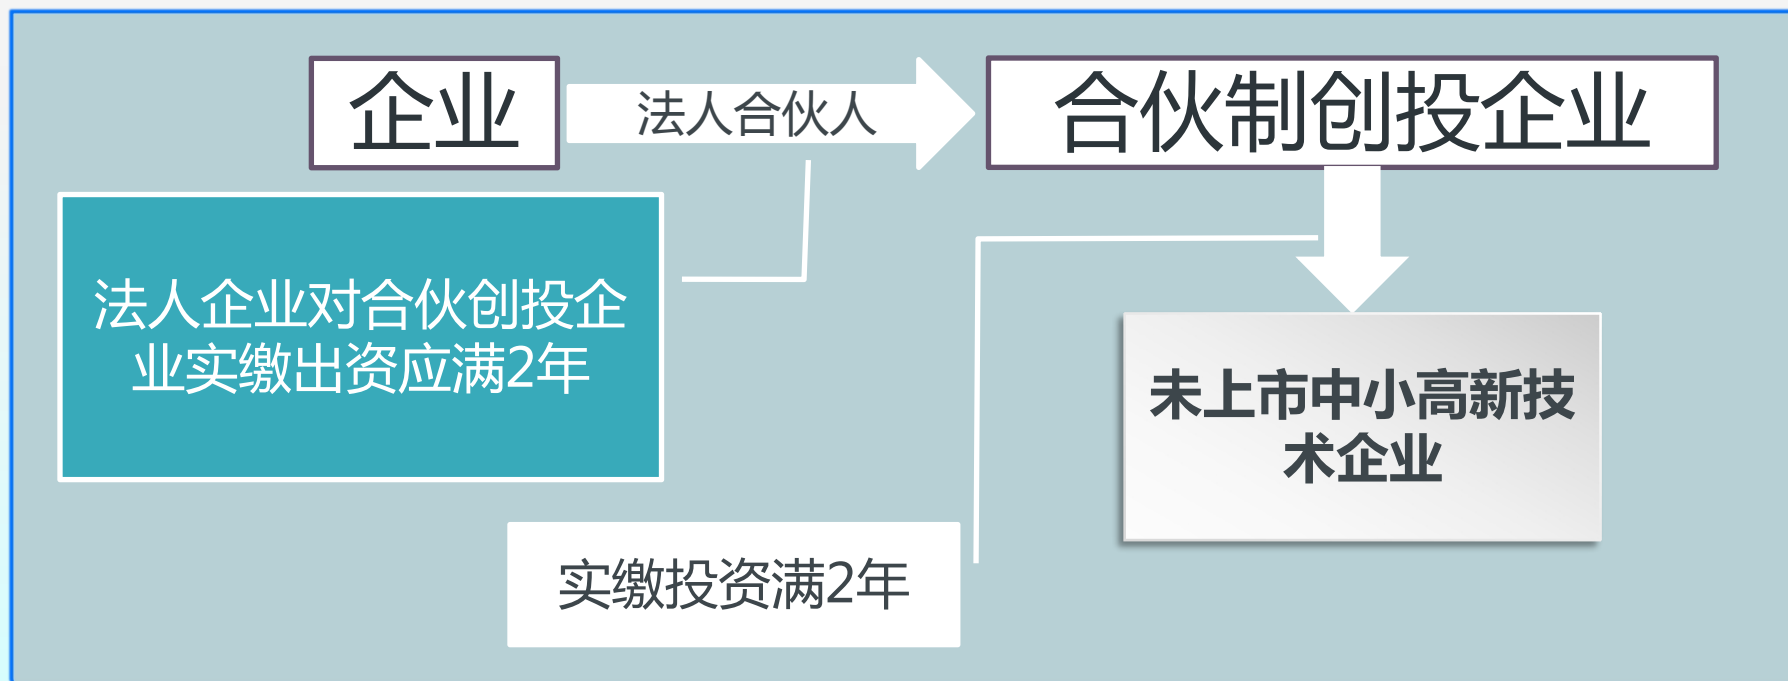 企业
法人合伙人
合伙制创投企业
法人企业对合伙创投企
业实缴出资应满2年
未上市中小高新技
术企业
实缴投资满2年